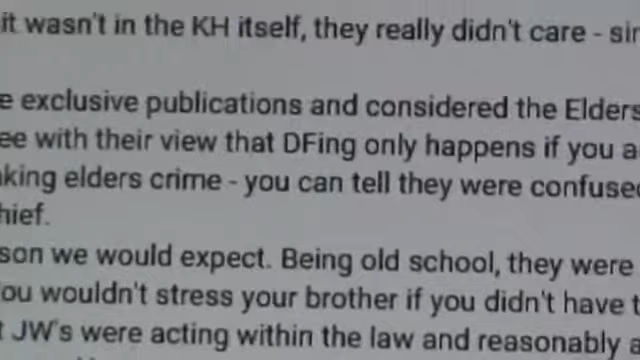 it wasn't in the KH itself, they really didn't care - sin
e exclusive publications and considered the Elders
ee with their view that DFing only happens if you a
king elders crime - you can tell they were confused
hief.
son we would expect. Being old school, they were
ou wouldn't stress your brother if you didn't have t
t JW's were acting within the law and reasonably a